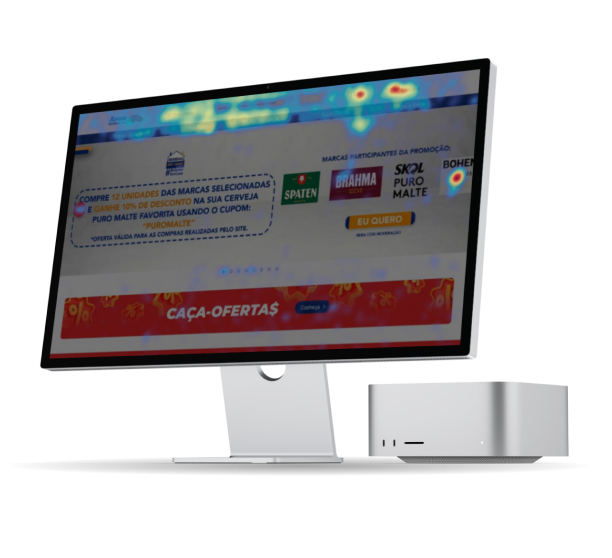 COMPRE 12 UNIDADES DAS MARCAS SELECIONADAS
E GANHE 10% DE DESCONTO NA SUA CERVEJA
PURO MALTE FAVORITA USANDO O CUPOM:
"PUROMALTE"
*OFERTA VÁLIDA PARA AS COMPRAS REALIZADAS PELO SITE.
MARCAS PARTICIPANTES DA PROMOÇÃO:
SPATEN
BRAHMA
SKOL
PURO
MALTE
BOHEM
EU QUERO
CAÇA-OFERTA$
Conheça >